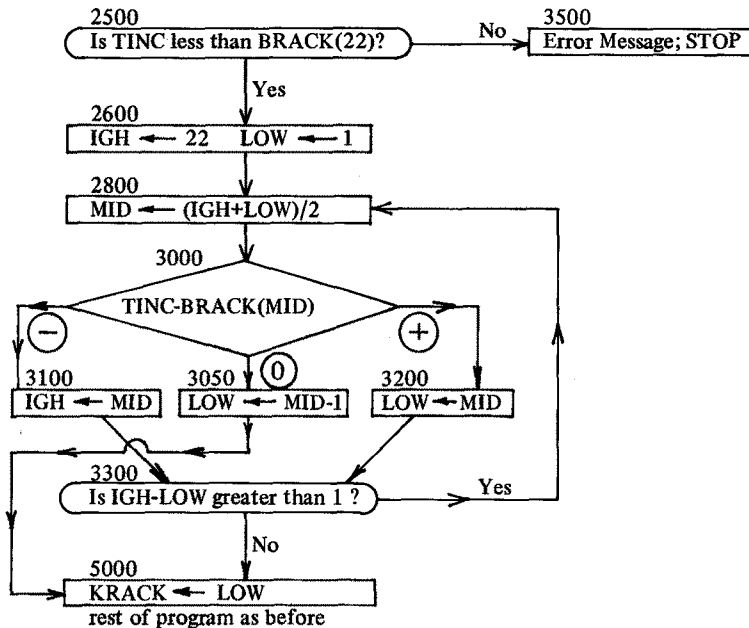 2500
Is TINC less than BRACK(22)?
No
3500
Error Message; STOP
Yes
2600
IGH ← 22 LOW ← 1
2800
MID ← (IGH+LOW)/2
3000
TINC-BRACK(MID)
−
+
0
3100
IGH ← MID
3050
LOW ← MID-1
3200
LOW ← MID
3300
Is IGH-LOW greater than 1 ?
Yes
No
5000
KRACK ← LOW
rest of program as before